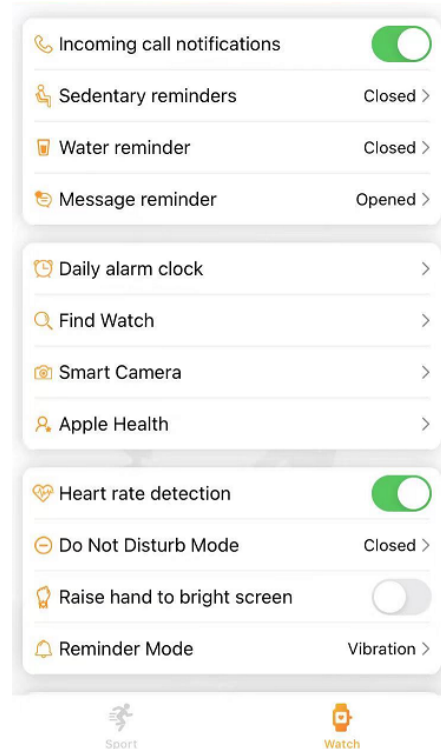 Incoming call notifications
Sedentary reminders Closed
Water reminder Closed
Message reminder Opened
Daily alarm clock
Find Watch
Smart Camera
Apple Health
Heart rate detection
Do Not Disturb Mode Closed
Raise hand to bright screen
Reminder Mode Vibration
Sport Watch